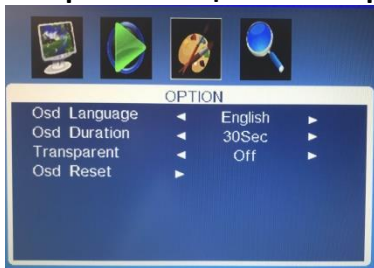 OPTION
Osd Language ◄ English ►
Osd Duration ◄ 30Sec ►
Transparent ◄ Off ►
Osd Reset ►